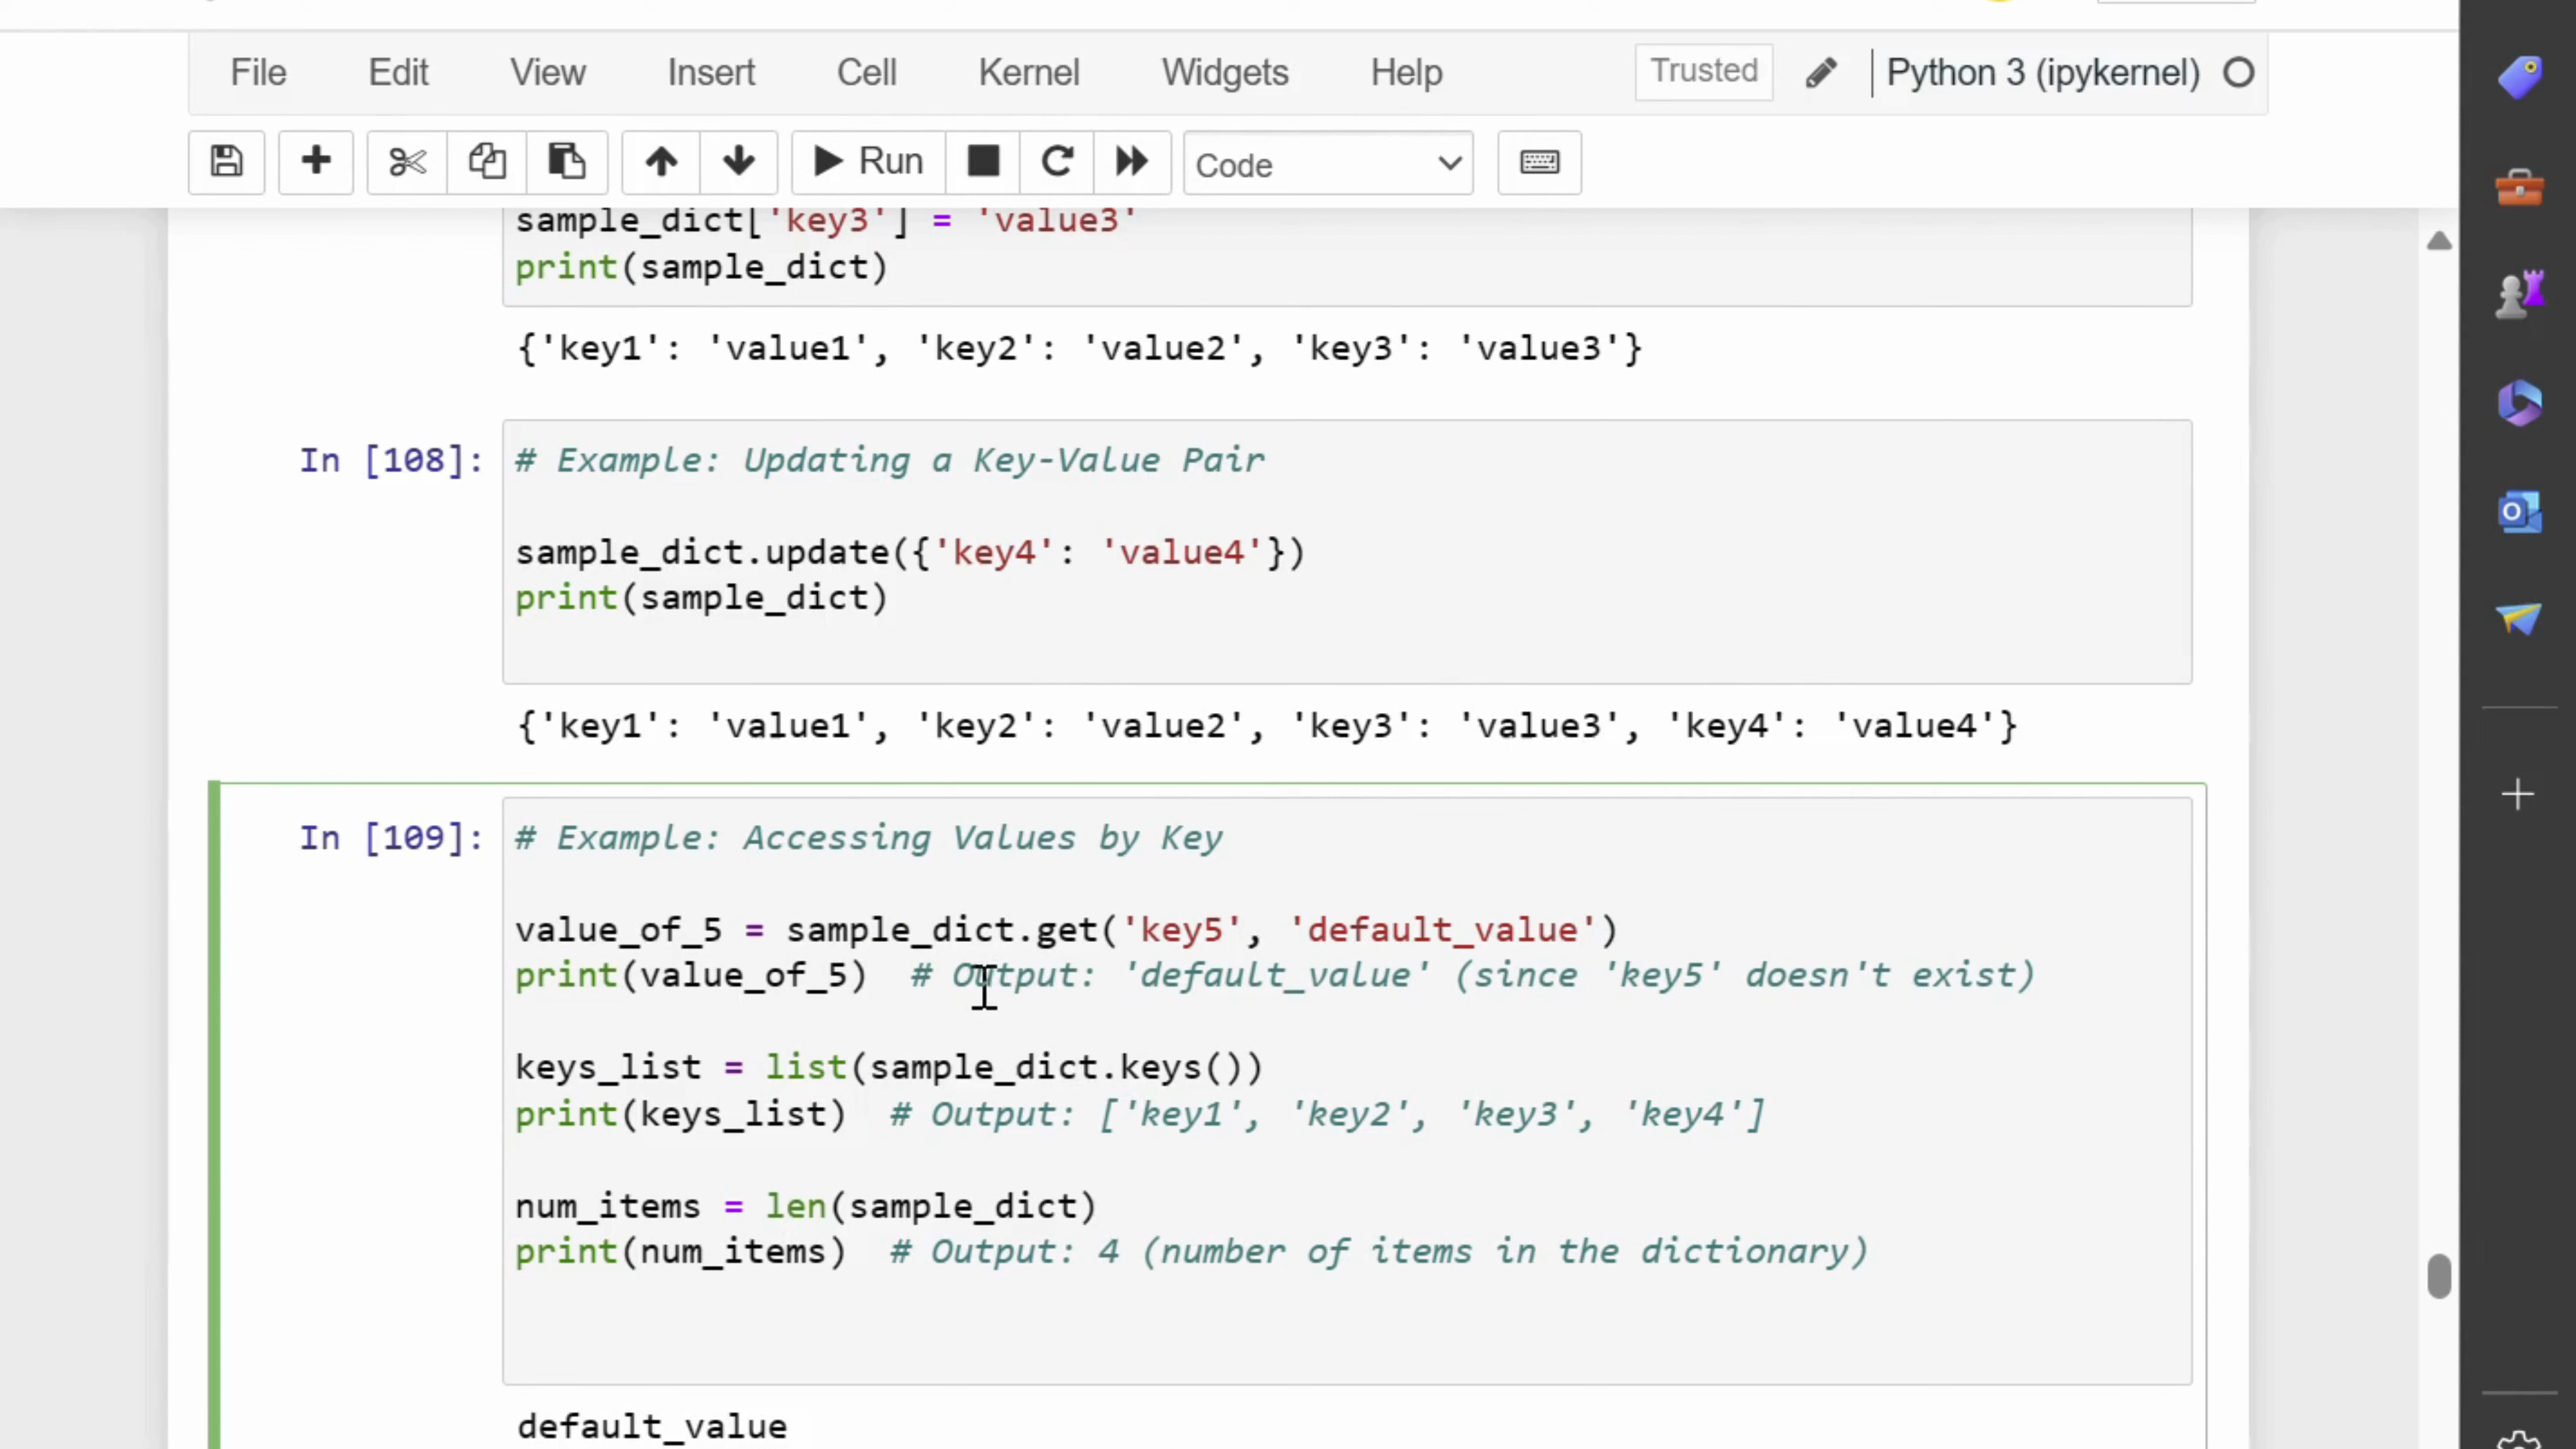 File Edit View Insert Cell Kernel Widgets Help Trusted Python 3 (ipykernel)
Run Code
sample_dict['key3'] = 'value3'
print(sample_dict)
{'key1': 'value1', 'key2': 'value2', 'key3': 'value3'}
In [108]: # Example: Updating a Key-Value Pair
sample_dict.update({'key4': 'value4'})
print(sample_dict)
{'key1': 'value1', 'key2': 'value2', 'key3': 'value3', 'key4': 'value4'}
In [109]: # Example: Accessing Values by Key
value_of_5 = sample_dict.get('key5', 'default_value')
print(value_of_5)  # Output: 'default_value' (since 'key5' doesn't exist)
keys_list = list(sample_dict.keys())
print(keys_list)  # Output: ['key1', 'key2', 'key3', 'key4']
num_items = len(sample_dict)
print(num_items)  # Output: 4 (number of items in the dictionary)
default_value